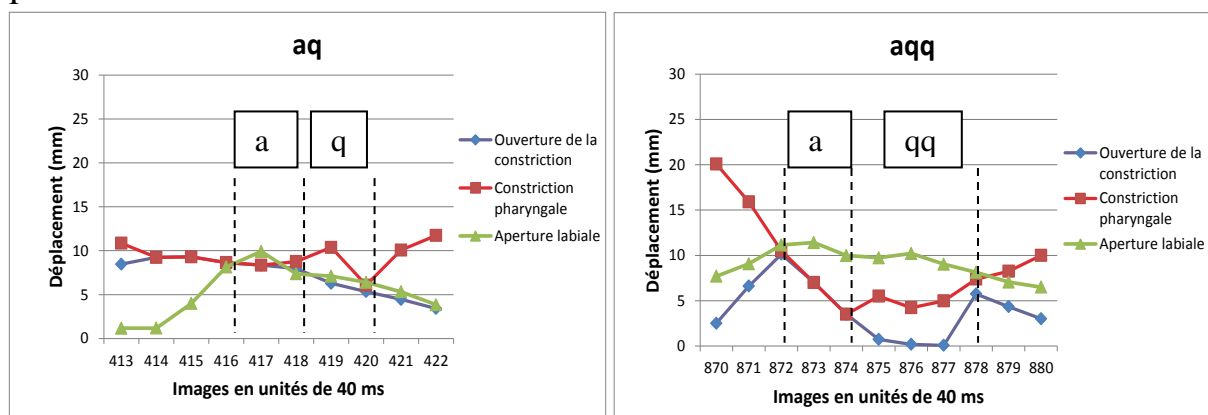 aq
30
25
20
15
10
5
0
Déplacement (mm)
a
q
413 414 415 416 417 418 419 420 421 422
Images en unités de 40 ms
Ouverture de la
constriction
Constriction
pharyngale
Aperture labiale
aqq
30
25
20
15
10
5
0
Déplacement (mm)
a
qq
870 871 872 873 874 875 876 877 878 879 880
Images en unités de 40 ms
Ouverture de la
constriction
Constriction
pharyngale
Aperture labiale